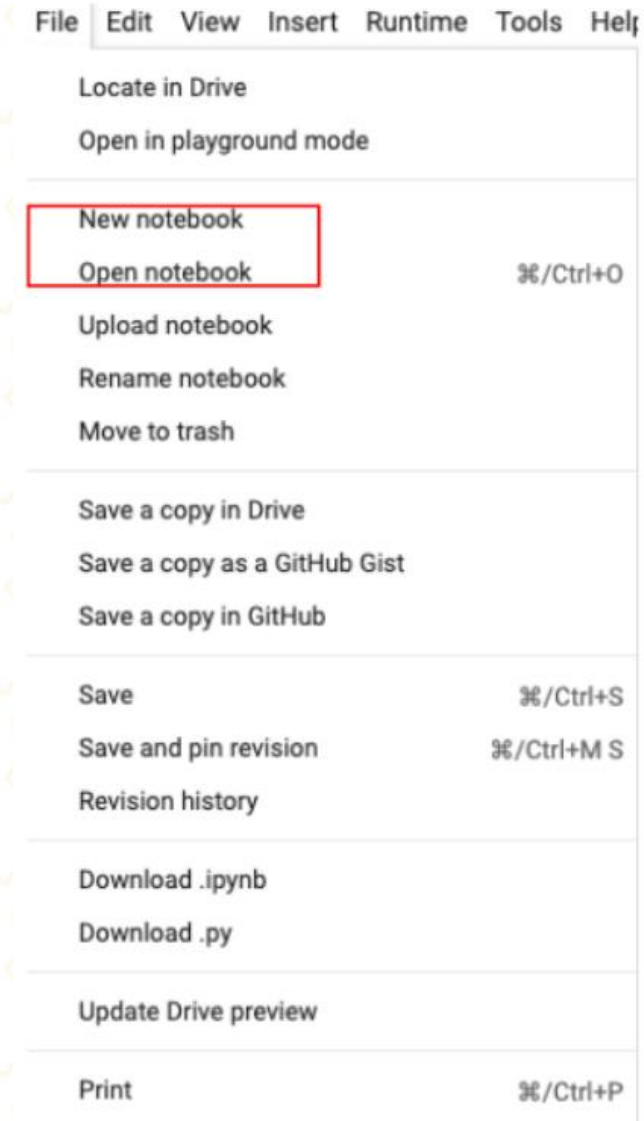 File Edit View Insert Runtime Tools Help
Locate in Drive
Open in playground mode
New notebook
Open notebook ⌘/Ctrl+O
Upload notebook
Rename notebook
Move to trash
Save a copy in Drive
Save a copy as a GitHub Gist
Save a copy in GitHub
Save ⌘/Ctrl+S
Save and pin revision ⌘/Ctrl+M S
Revision history
Download .ipynb
Download .py
Update Drive preview
Print ⌘/Ctrl+P